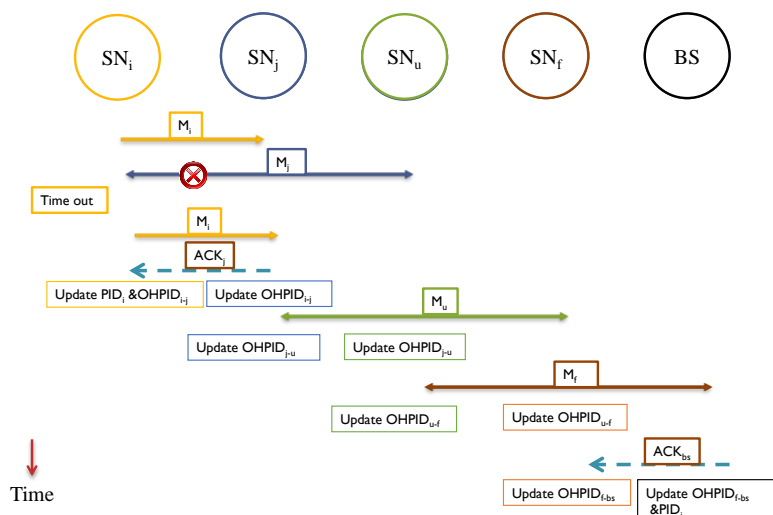 SNi SNj SNu SNf BS
Mi
Mj
Time out
Mi
ACKj
Update PIDi &OHPIDi-j
Update OHPIDi-j
Mu
Update OHPIDj-u
Update OHPIDj-u
Mf
Update OHPIDu-f
Update OHPIDu-f
ACKbs
Time
Update OHPIDf-bs
Update OHPIDf-bs
&PIDi